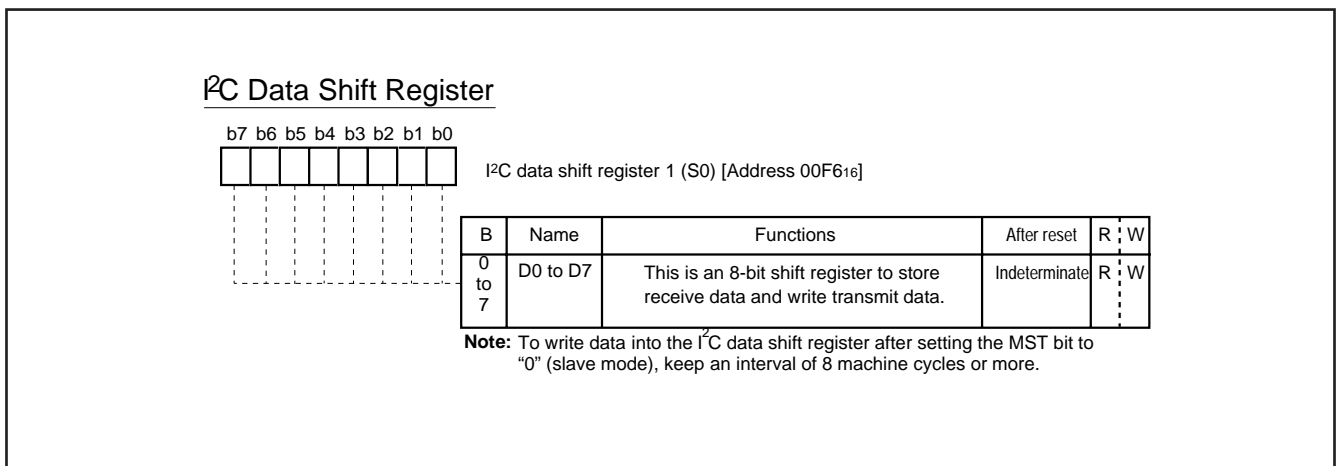 I²C Data Shift Register
b7 b6 b5 b4 b3 b2 b1 b0
I²C data shift register 1 (S0) [Address 00F6₁₆]
B Name Functions After reset R W
0 to 7 D0 to D7 This is an 8-bit shift register to store Indeterminate R W
receive data and write transmit data.
Note: To write data into the I²C data shift register after setting the MST bit to
“0” (slave mode), keep an interval of 8 machine cycles or more.